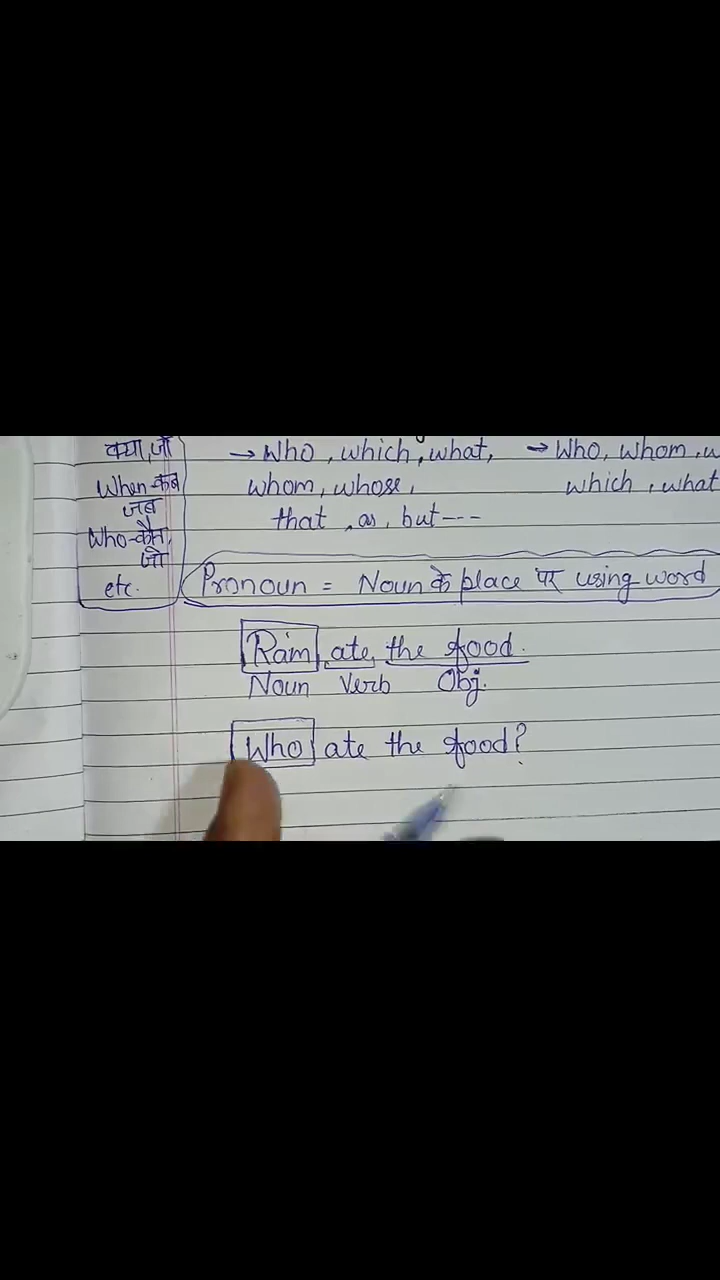 क्या, जो
When-कब
जब
Who-कौन,
जो
etc.
→ Who, which, what,
whom, whose,
that, as, but ---
→ Who, whom,
which, what
Pronoun = Noun के place पर using word
Ram ate the food.
Noun Verb Obj.
Who ate the food?